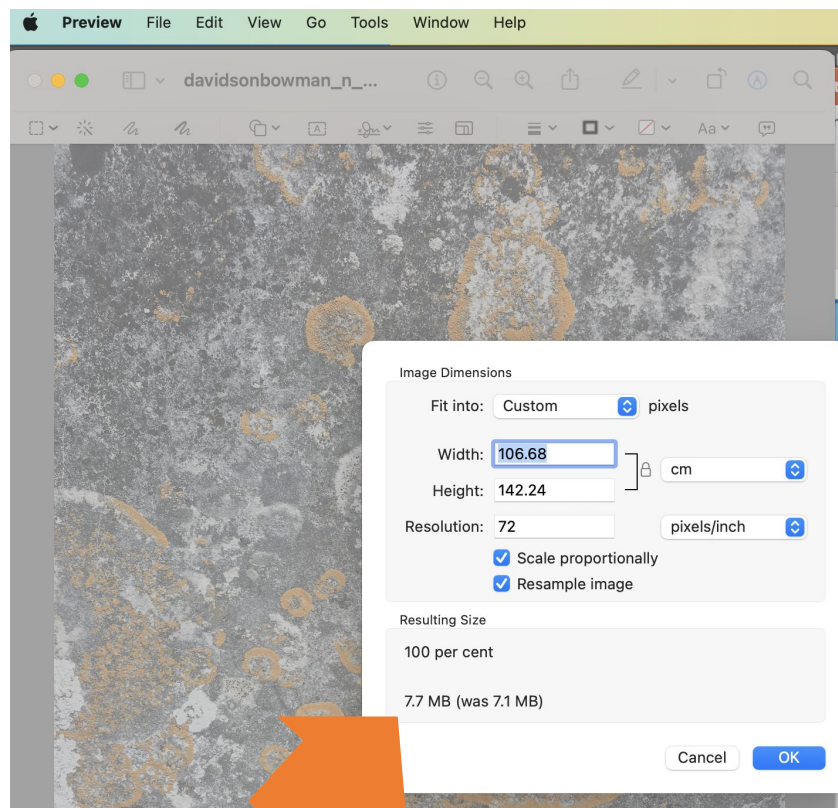 Preview File Edit View Go Tools Window Help
davidsonbowman_n_...
A Aa
Image Dimensions
Fit into: Custom pixels
Width: 106.68
cm
Height: 142.24
Resolution: 72 pixels/inch
Scale proportionally
Resample image
Resulting Size
100 per cent
7.7 MB (was 7.1 MB)
Cancel OK